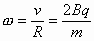 ω = v/R = 2Bq/m